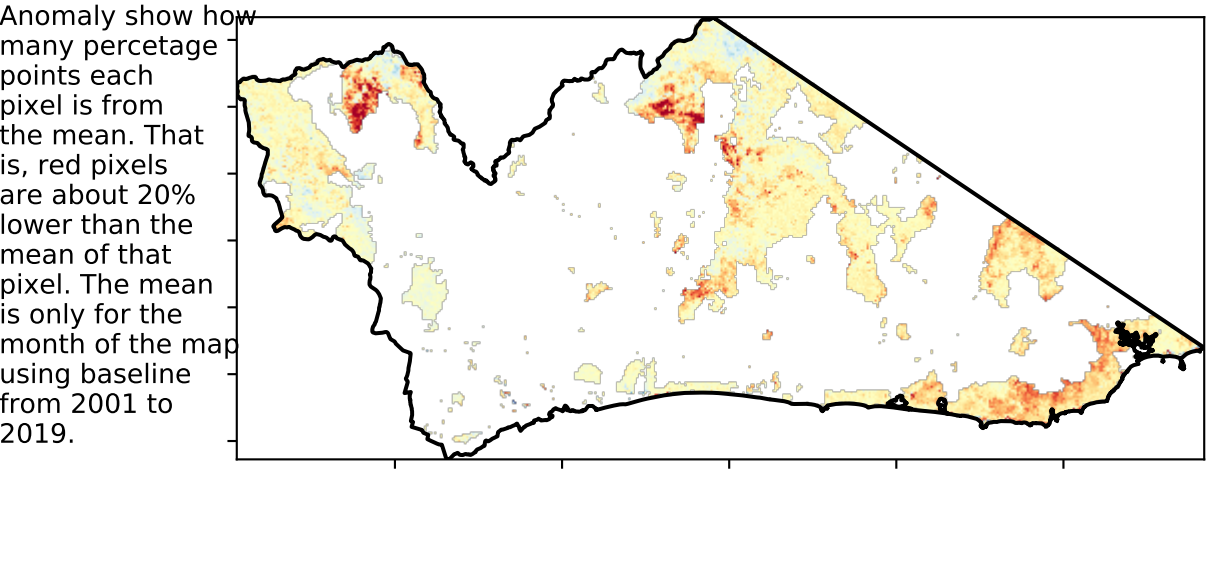 Anomaly show how
many percetage
points each
pixel is from
the mean. That
is, red pixels
are about 20%
lower than the
mean of that
pixel. The mean
is only for the
month of the map
using baseline
from 2001 to
2019.